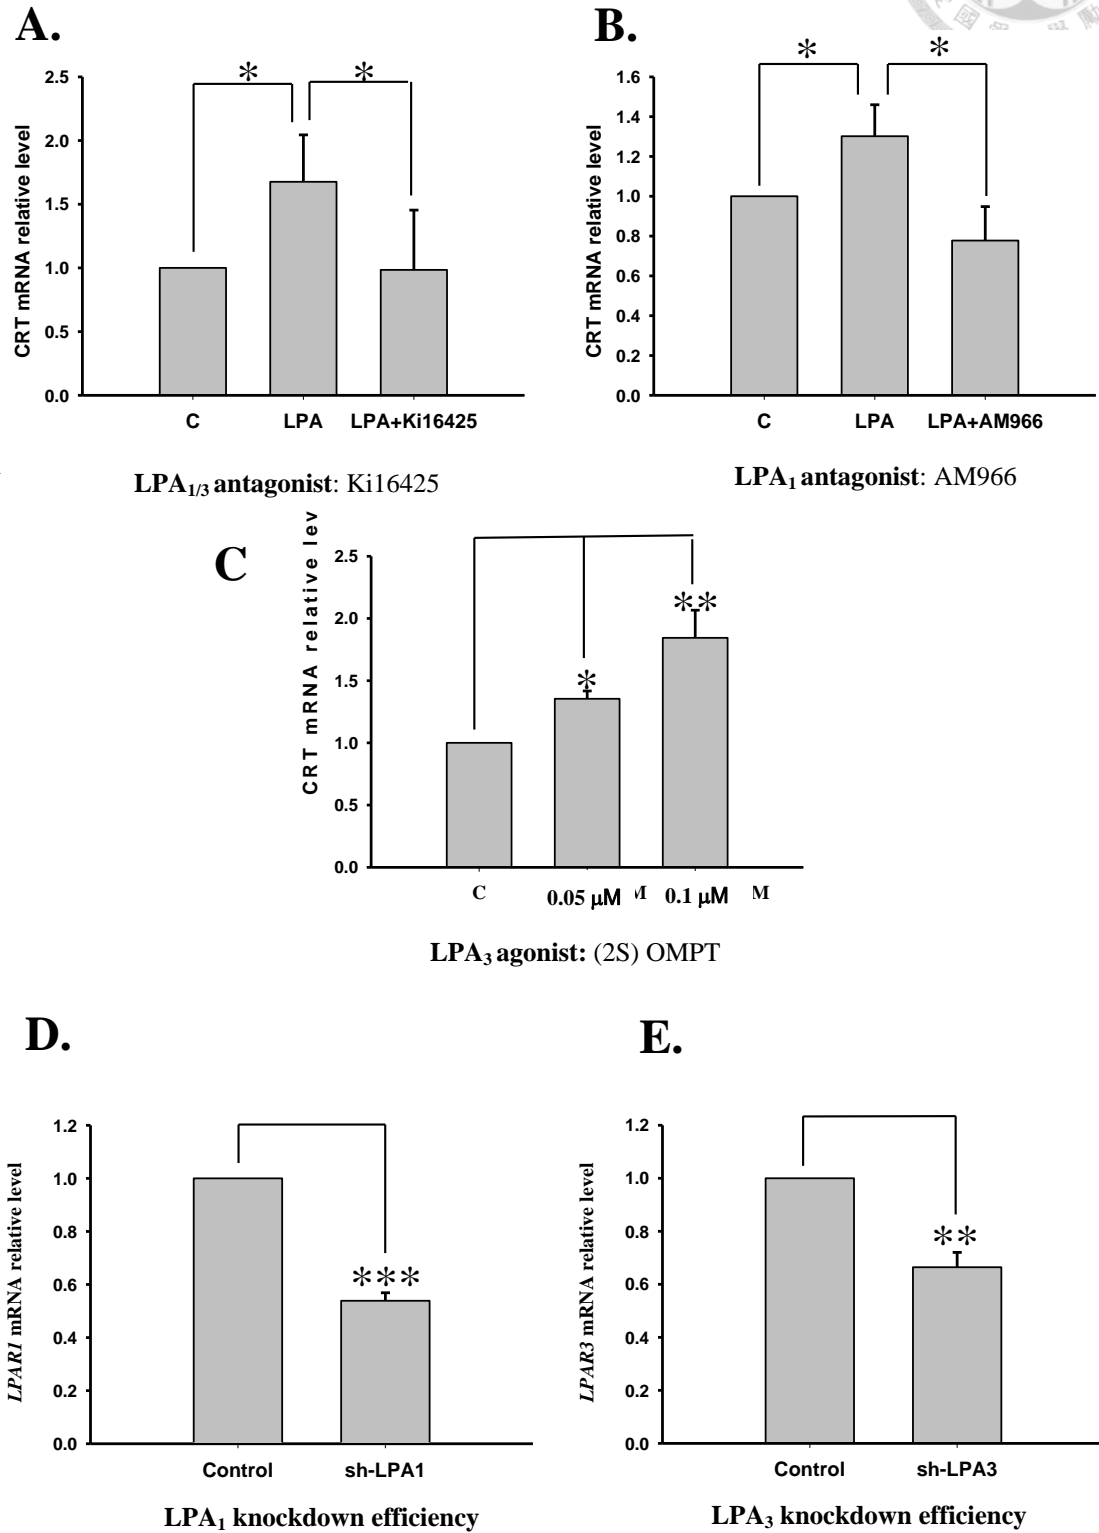 A.
B.
2.5
2.0
1.5
1.0
0.5
0.0
CRT mRNA relative level
* *
C LPA LPA+Ki16425
LPA1/3 antagonist: Ki16425
1.6
1.4
1.2
1.0
0.8
0.6
0.4
0.2
0.0
CRT mRNA relative level
* *
C LPA LPA+AM966
LPA1 antagonist: AM966
C
2.5
2.0
1.5
1.0
0.5
0.0
CRT mRNA relative lev
*
**
C 0.05 μM M 0.1 μM M
LPA3 agonist: (2S) OMPT
D.
1.2
1.0
0.8
0.6
0.4
0.2
0.0
LPAR1 mRNA relative level
***
Control sh-LPA1
LPA1 knockdown efficiency
E.
1.2
1.0
0.8
0.6
0.4
0.2
0.0
LPAR3 mRNA relative level
**
Control sh-LPA3
LPA3 knockdown efficiency